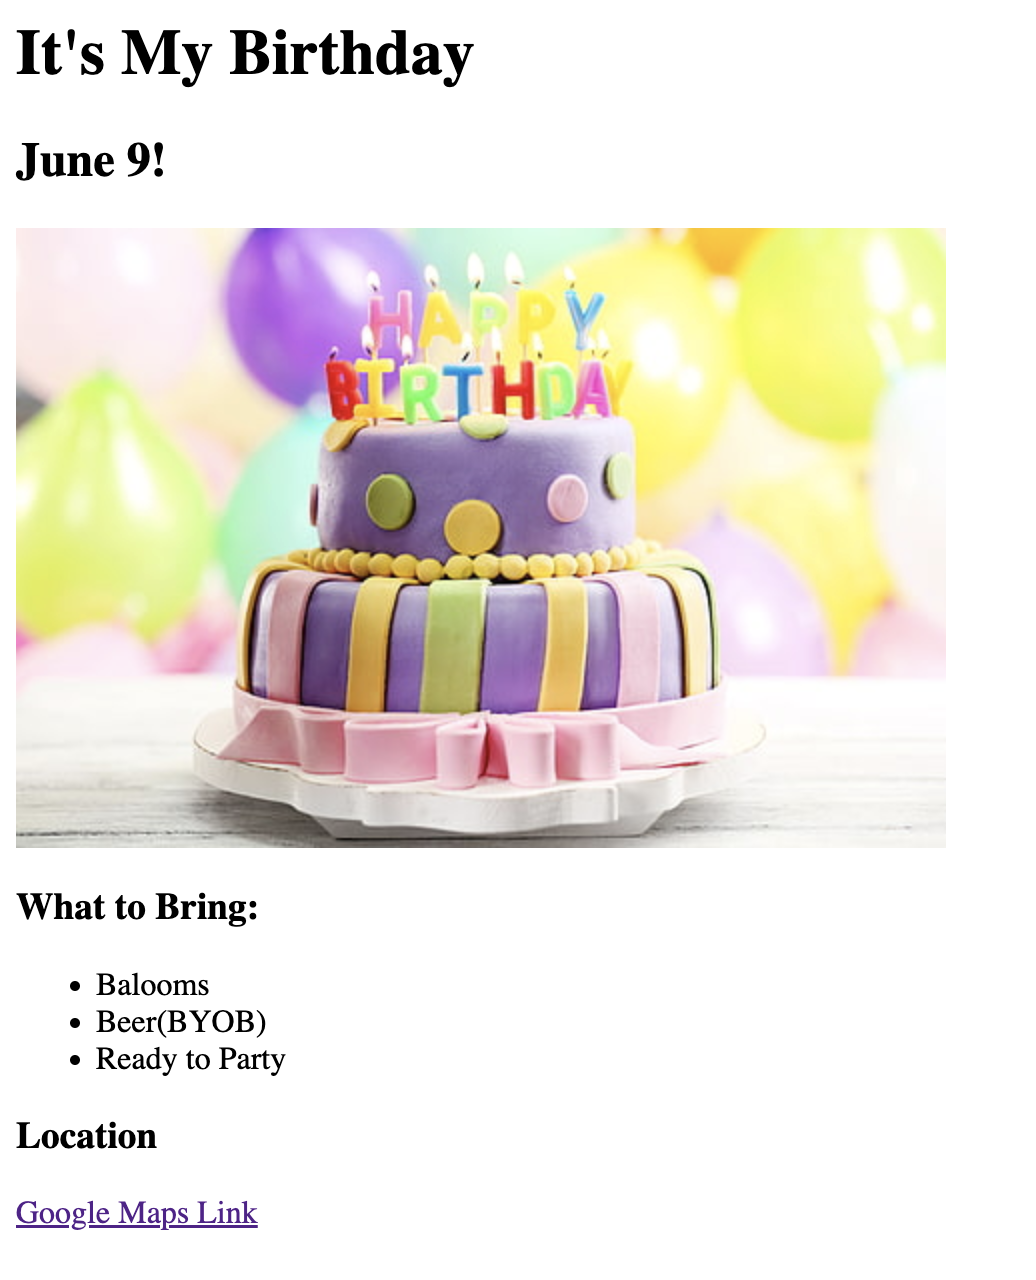 It's My Birthday
June 9!
HAPPY
BIRTHDAY
What to Bring:
Balooms
Beer(BYOB)
Ready to Party
Location
Google Maps Link